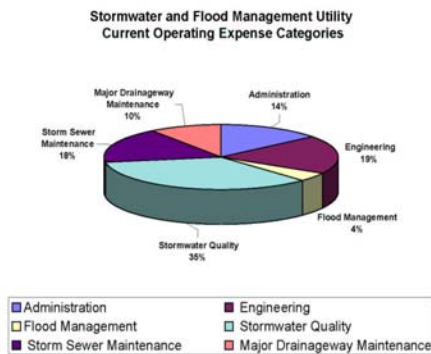 Stormwater and Flood Management Utility
Current Operating Expense Categories
Major Drainageway
Maintenance
10%
Administration
14%
Storm Sewer
Maintenance
18%
Engineering
19%
Flood Management
4%
Stormwater Quality
35%
Administration
Engineering
Flood Management
Stormwater Quality
Storm Sewer Maintenance
Major Drainageway Maintenance